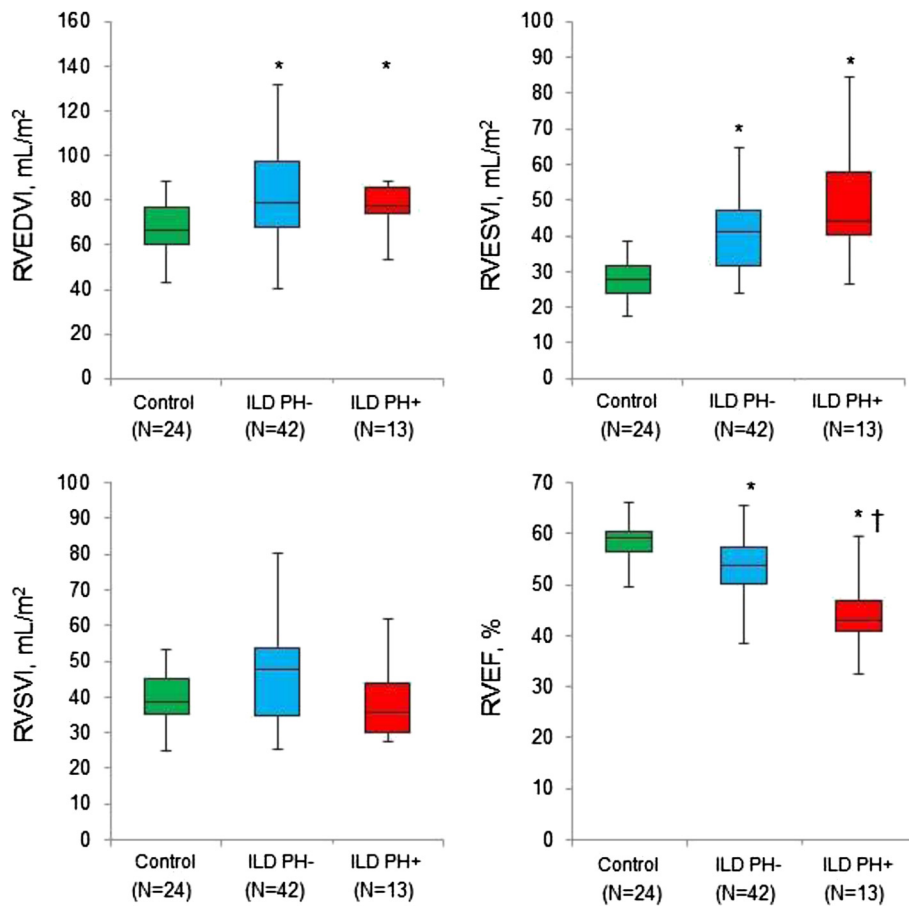 160
140
120
100
80
60
40
20
0
RVEDVI, mL/m²
*
*
Control
(N=24)
ILD PH-
(N=42)
ILD PH+
(N=13)
100
90
80
70
60
50
40
30
20
10
0
RVESVI, mL/m²
*
*
Control
(N=24)
ILD PH-
(N=42)
ILD PH+
(N=13)
100
90
80
70
60
50
40
30
20
10
0
RVSVI, mL/m²
Control
(N=24)
ILD PH-
(N=42)
ILD PH+
(N=13)
70
60
50
40
30
20
10
0
RVEF, %
*
* †
Control
(N=24)
ILD PH-
(N=42)
ILD PH+
(N=13)